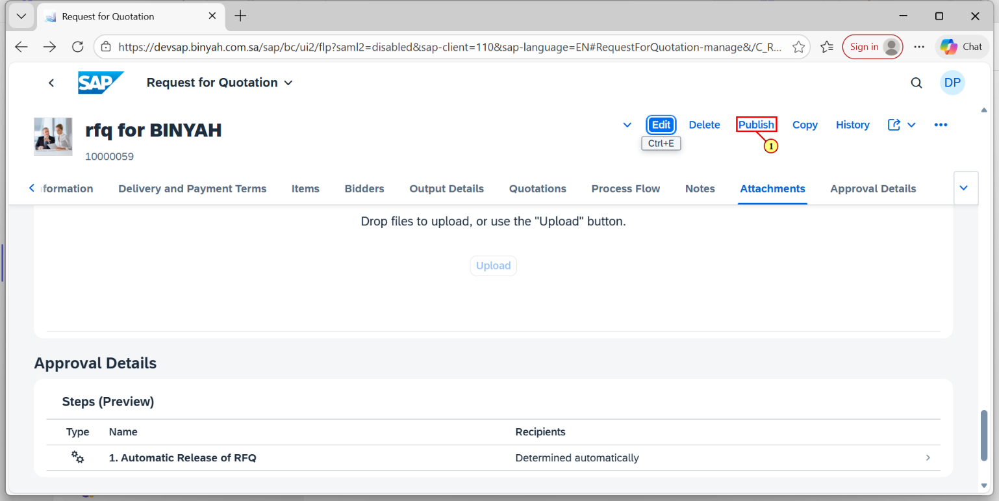 Request for Quotation
https://devsap.binyah.com.sa/sap/bc/ui2/flp?saml2=disabled&sap-client=110&sap-language=EN#RequestForQuotation-manage&/C_R...
Sign in
Chat
SAP
Request for Quotation
DP
rfq for BINYAH
10000059
Edit
Delete
Publish
Copy
History
Ctrl+E
1
nformation
Delivery and Payment Terms
Items
Bidders
Output Details
Quotations
Process Flow
Notes
Attachments
Approval Details
Drop files to upload, or use the "Upload" button.
Upload
Approval Details
Steps (Preview)
Type Name Recipients
1. Automatic Release of RFQ Determined automatically